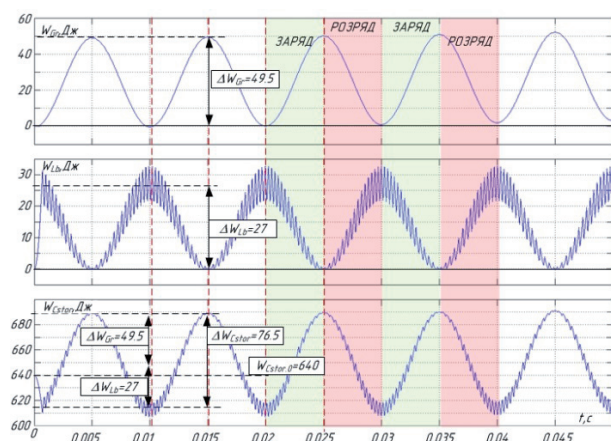 60
W_Gr, Дж
ЗАРЯД
РОЗРЯД
ЗАРЯД
РОЗРЯД
40
ΔW_Gr=49.5
20
0
30
W_Lb, Дж
20
ΔW_Lb=27
10
0
W_Cstor, Дж
680
ΔW_Gr=49.5
ΔW_Cstor=76.5
660
W_Cstor.0=640
640
ΔW_Lb=27
620
600
0
0.005
0.01
0.015
0.02
0.025
0.03
0.035
0.04
0.045
t,c